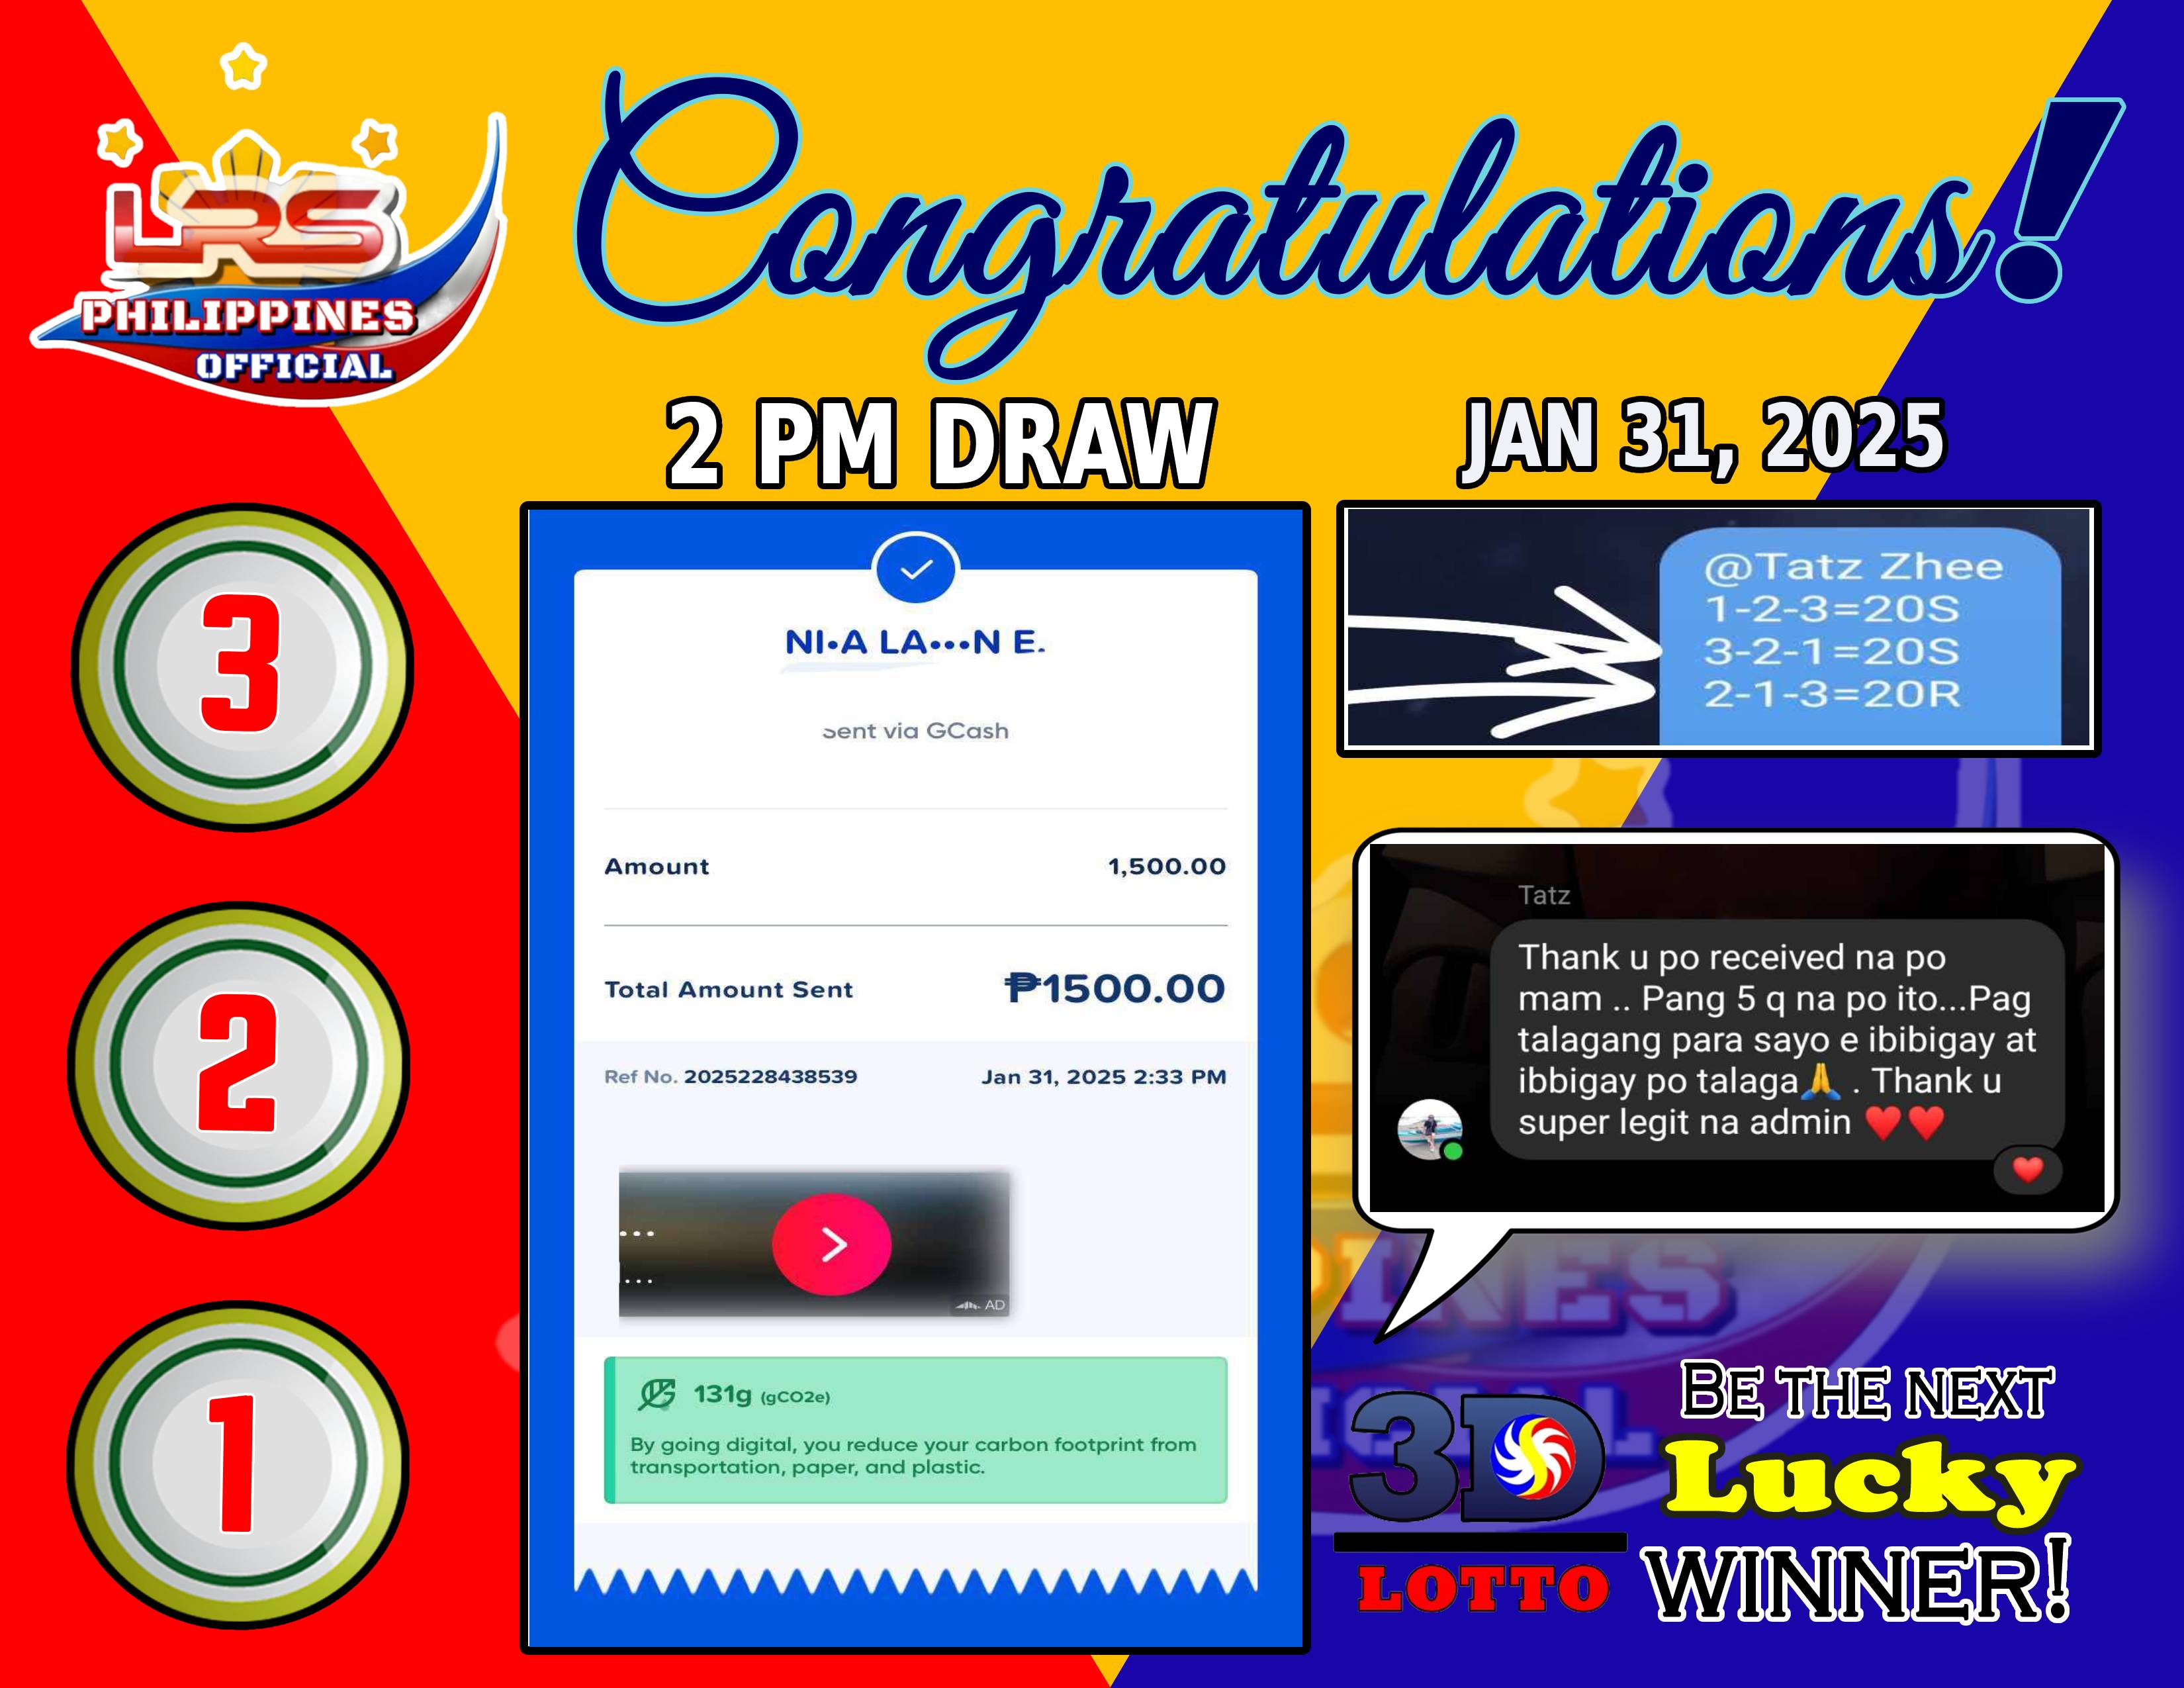 LRS
PHILIPPINES
OFFICIAL
Congratulations!
2 PM DRAW
JAN 31, 2025
3
2
1
NI•A LA•••N E.
Sent via GCash
Amount 1,500.00
Total Amount Sent ₱1500.00
Ref No. 2025228438539 Jan 31, 2025 2:33 PM
...
...
AD
131g (gCO2e)
By going digital, you reduce your carbon footprint from
transportation, paper, and plastic.
@Tatz Zhee
1-2-3=20S
3-2-1=20S
2-1-3=20R
Tatz
Thank u po received na po
mam .. Pang 5 q na po ito...Pag
talagang para sayo e ibibigay at
ibbigay po talaga🙏 . Thank u
super legit na admin ❤️❤️
3D
LOTTO
BE THE NEXT
Lucky
WINNER!